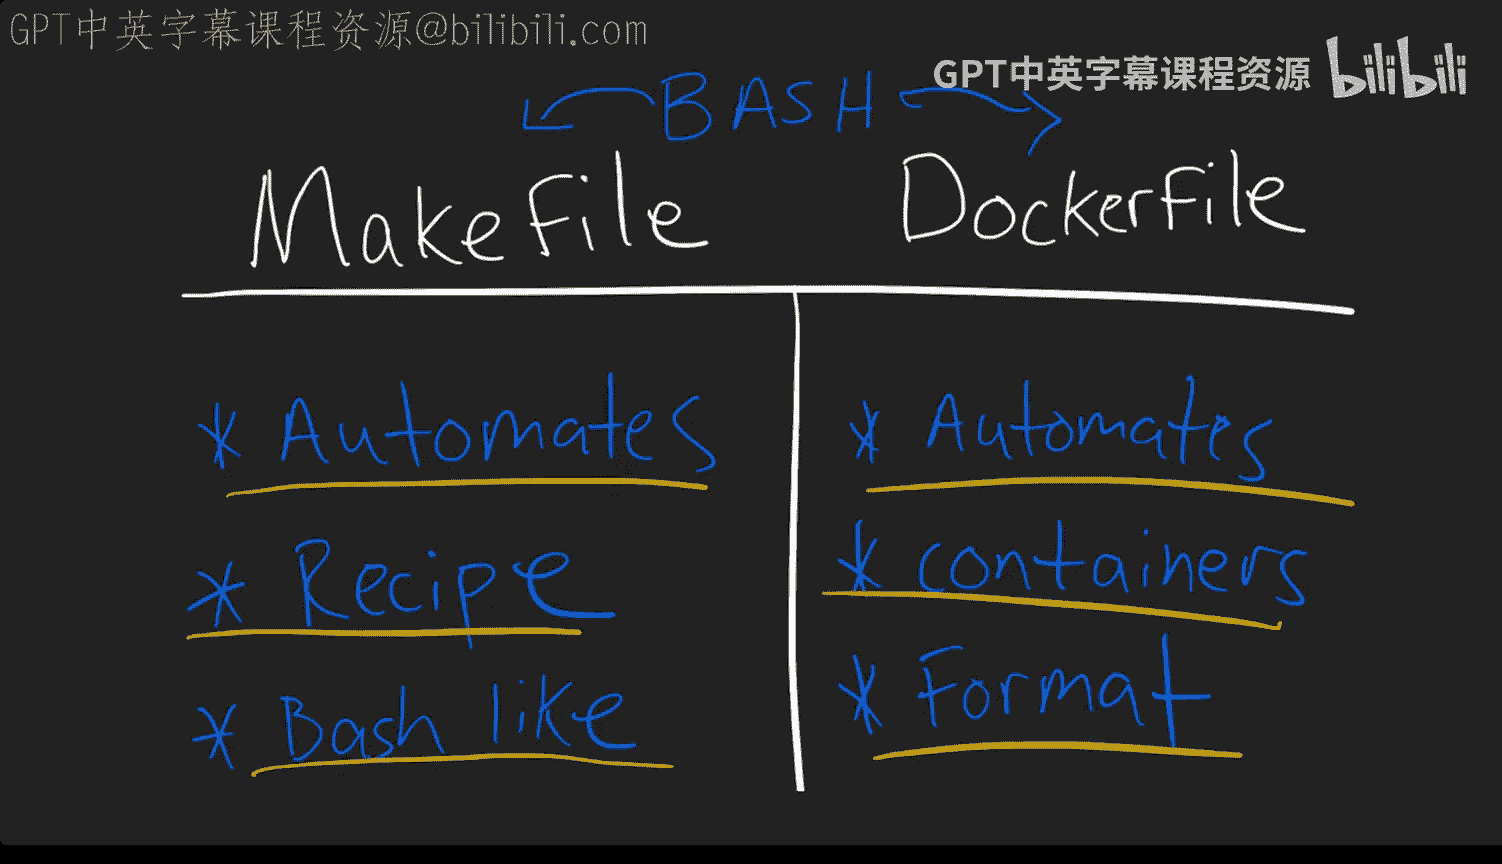 GPT中英字幕课程资源@bilibili.com
GPT中英字幕课程资源 bilibili
BASH
Makefile Dockerfile
* Automates * Automates
* Recipe * containers
* Bash like * Format